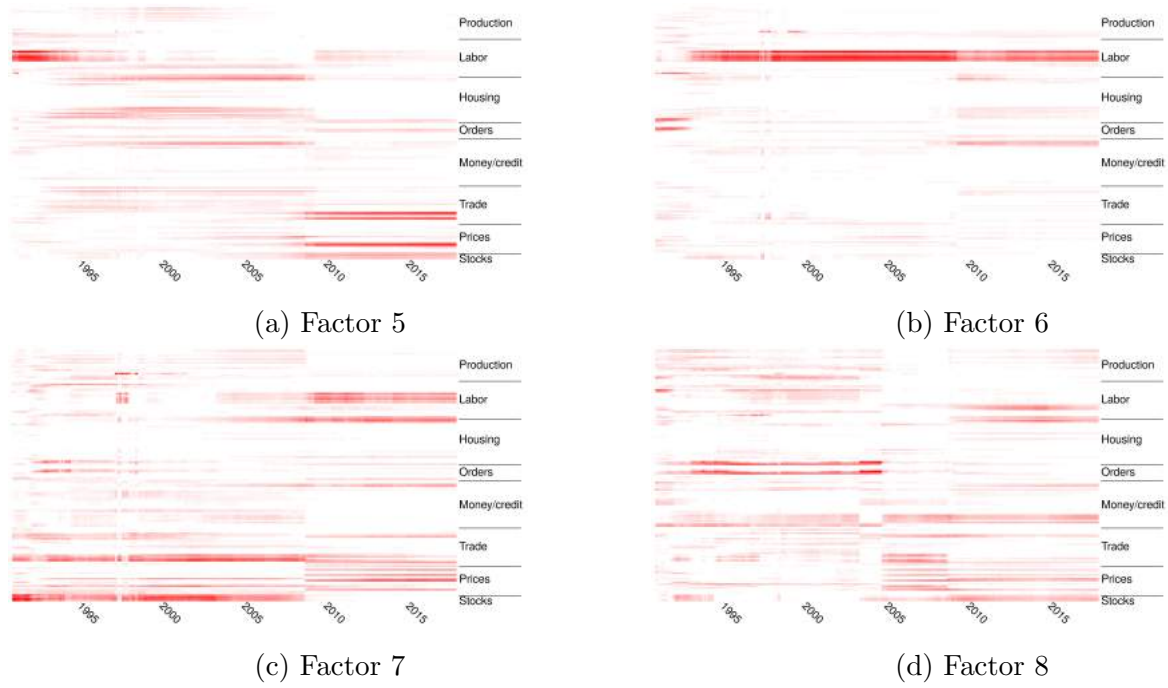 Production
Labor
Housing
Orders
Money/credit
Trade
Prices
Stocks
1995
2000
2005
2010
2015
(a) Factor 5
Production
Labor
Housing
Orders
Money/credit
Trade
Prices
Stocks
1995
2000
2005
2010
2015
(b) Factor 6
Production
Labor
Housing
Orders
Money/credit
Trade
Prices
Stocks
1995
2000
2005
2010
2015
(c) Factor 7
Production
Labor
Housing
Orders
Money/credit
Trade
Prices
Stocks
1995
2000
2005
2010
2015
(d) Factor 8